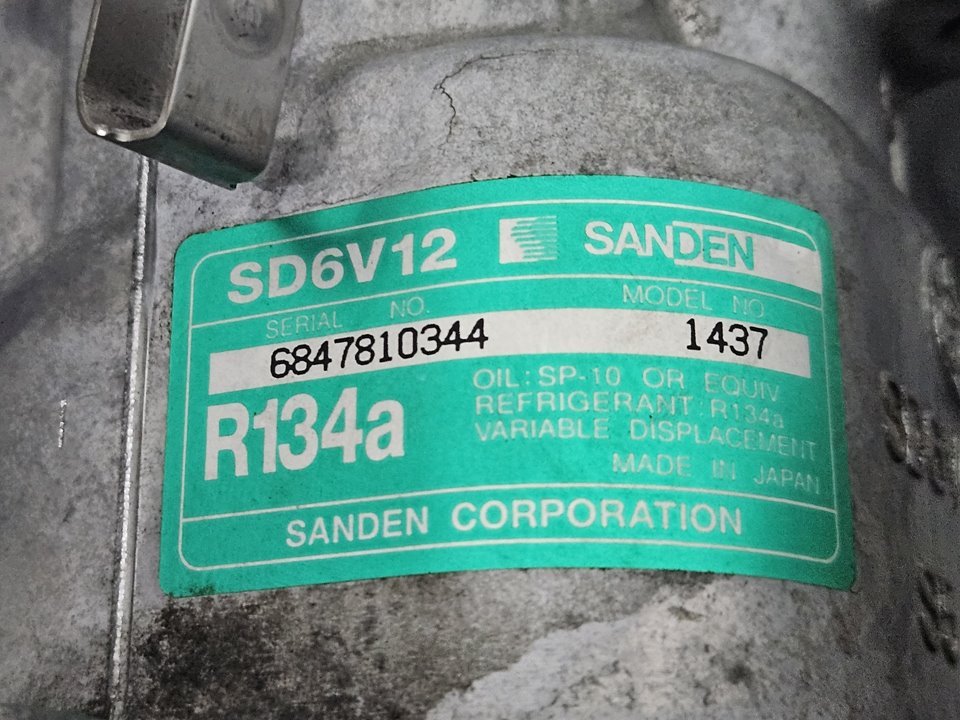 SD6V12 SANDEN
SERIAL NO. MODEL NO
6847810344 1437
R134a
OIL: SP-10 OR EQUIV
REFRIGERANT: R134a
VARIABLE DISPLACEMENT
MADE IN JAPAN
SANDEN CORPORATION